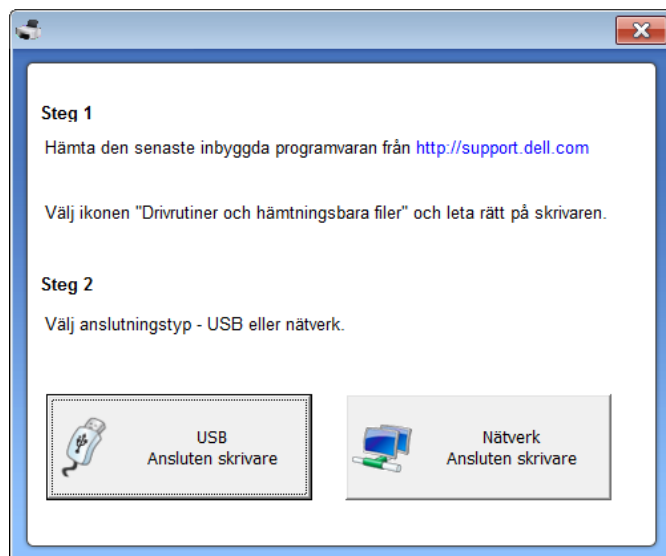 Steg 1
Hämta den senaste inbyggda programvaran från http://support.dell.com
Välj ikonen "Drivrutiner och hämtningsbara filer" och leta rätt på skrivaren.
Steg 2
Välj anslutningstyp - USB eller nätverk.
USB
Ansluten skrivare
Nätverk
Ansluten skrivare